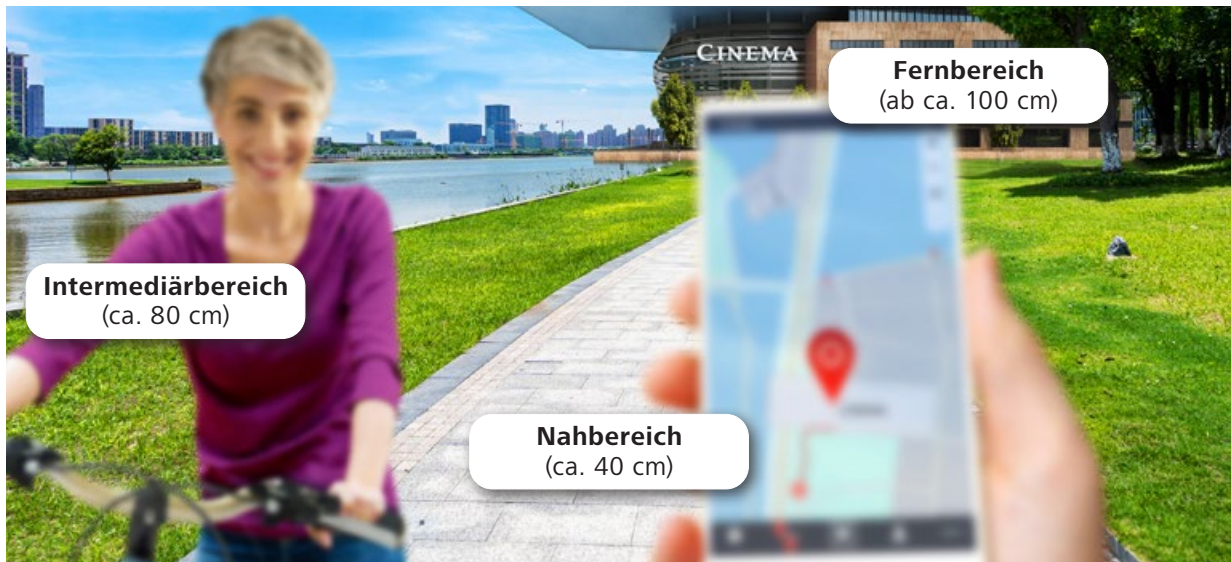 CINEMA
Fernbereich
(ab ca. 100 cm)
Intermediärbereich
(ca. 80 cm)
Nahbereich
(ca. 40 cm)